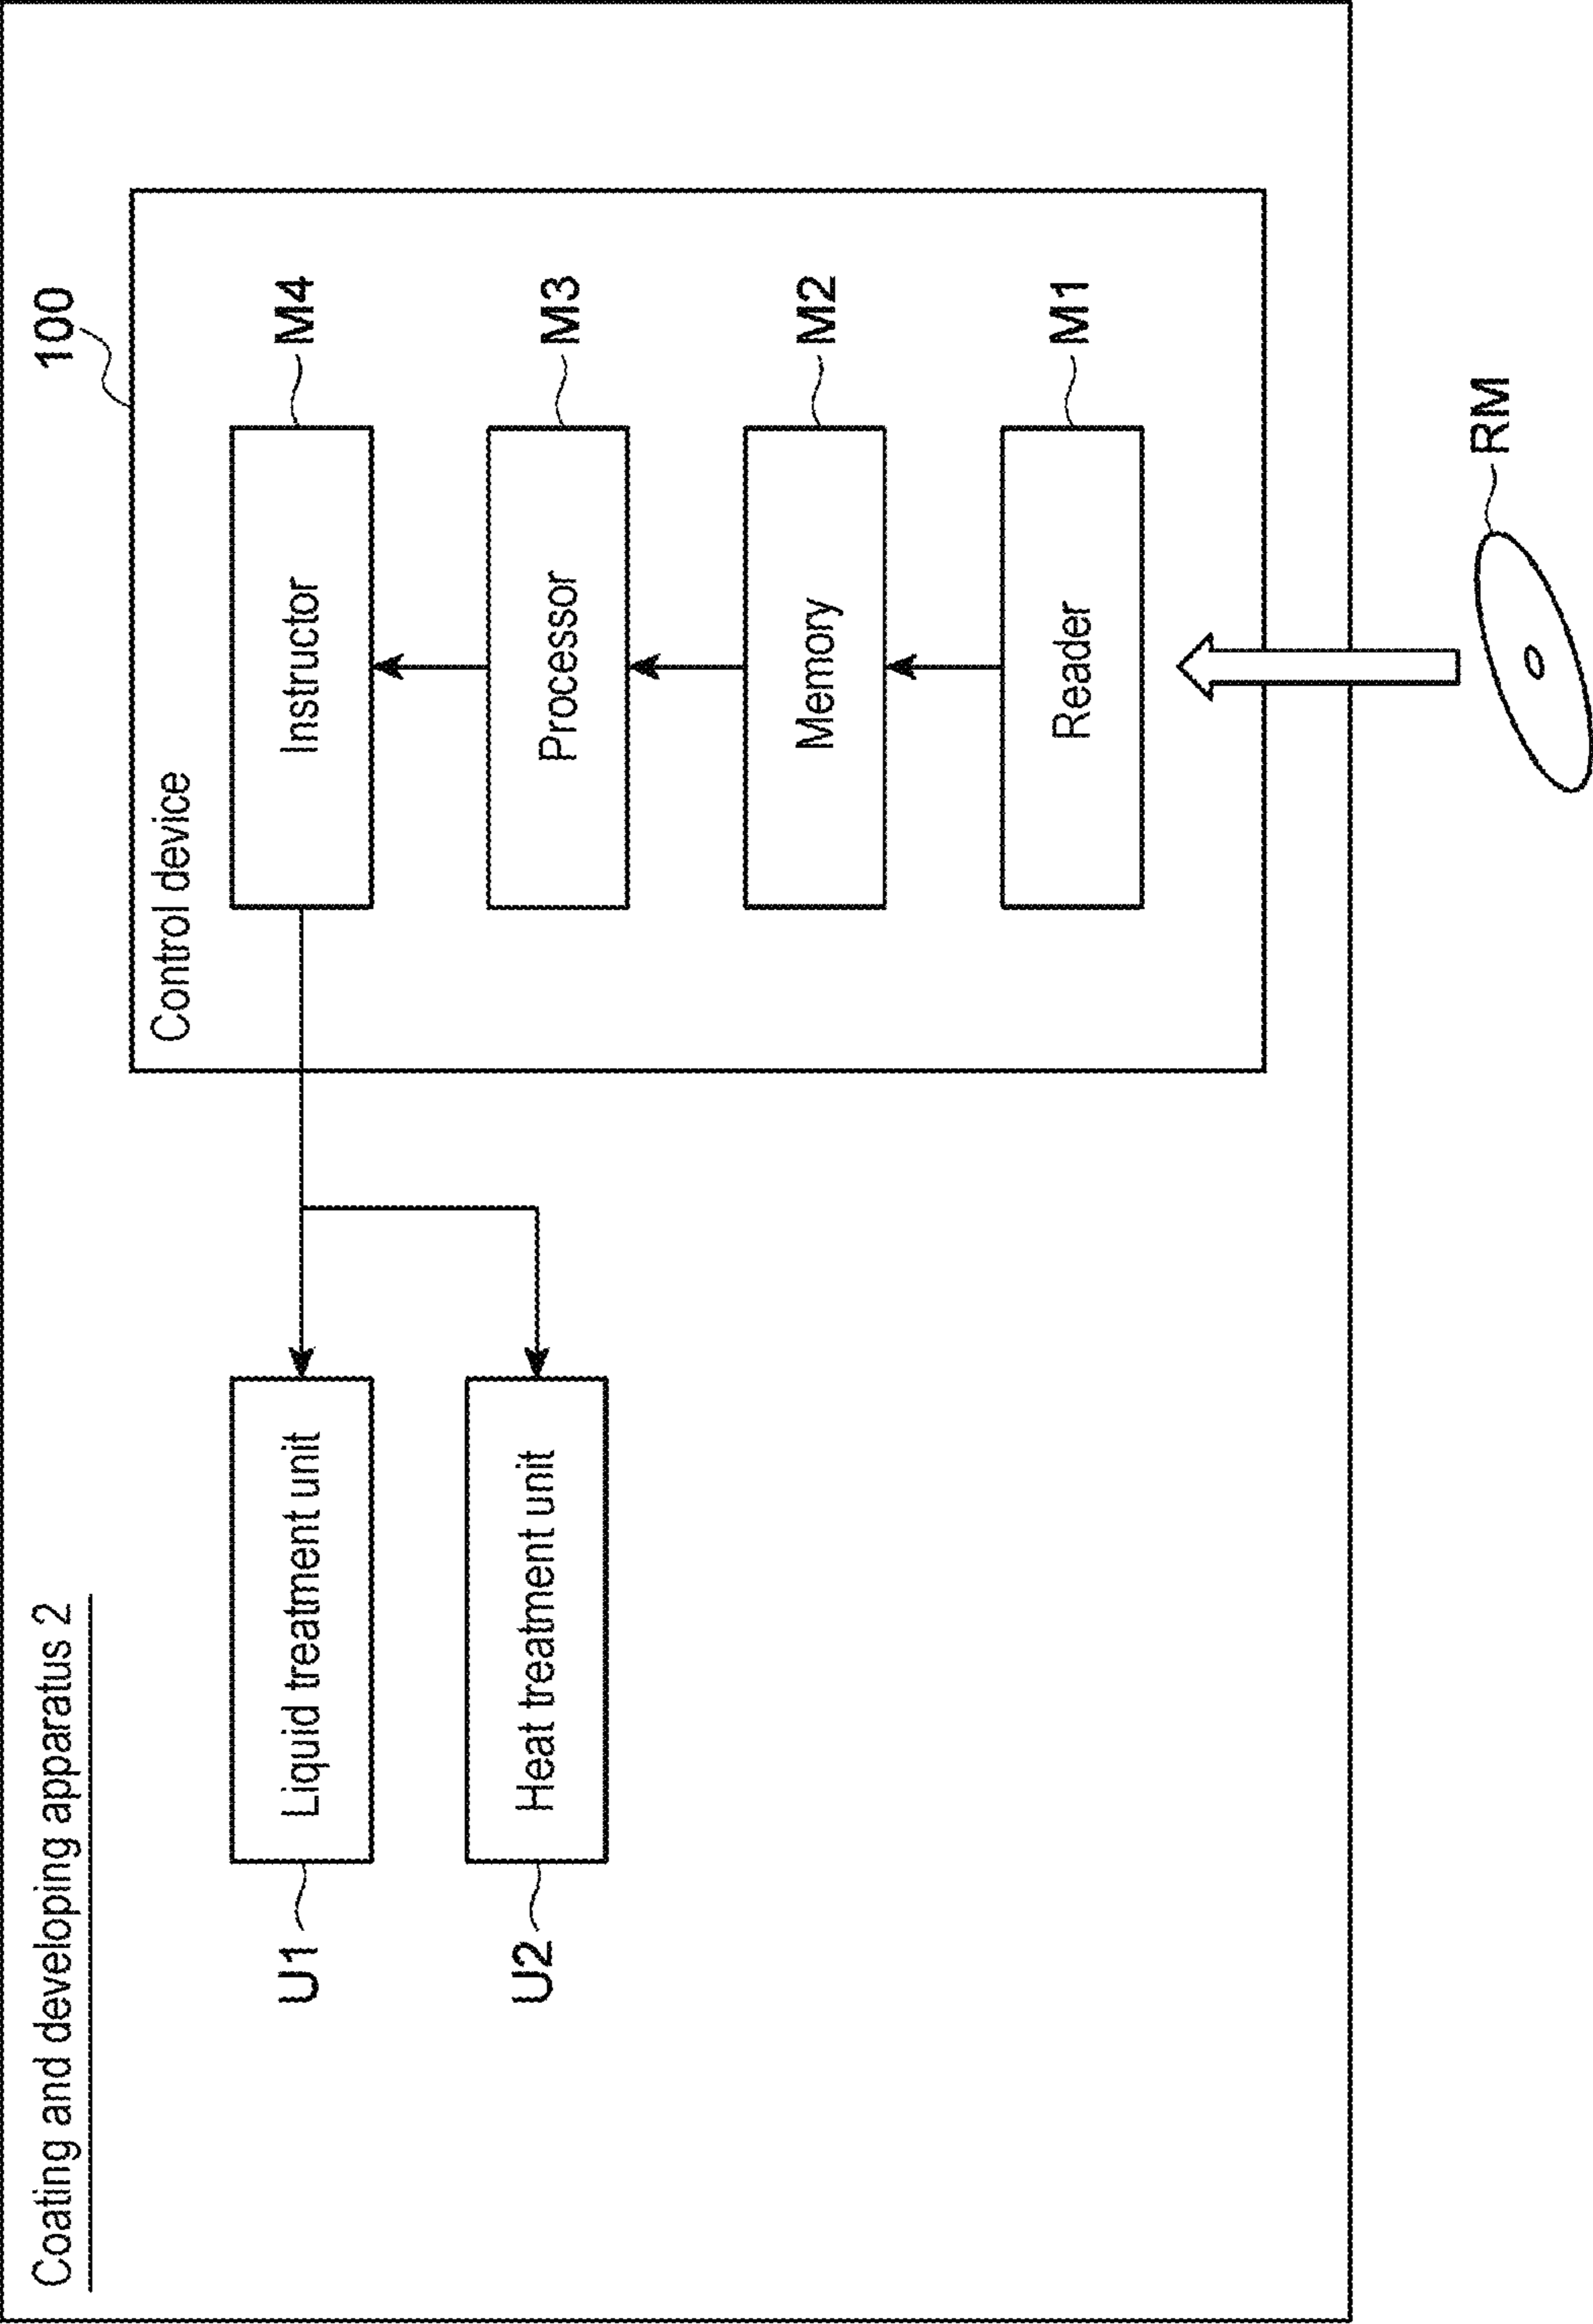 Coating and developing apparatus 2
100
Control device
U1
Liquid treatment unit
Instructor
M4
U2
Heat treatment unit
Processor
M3
Memory
M2
Reader
M1
RM